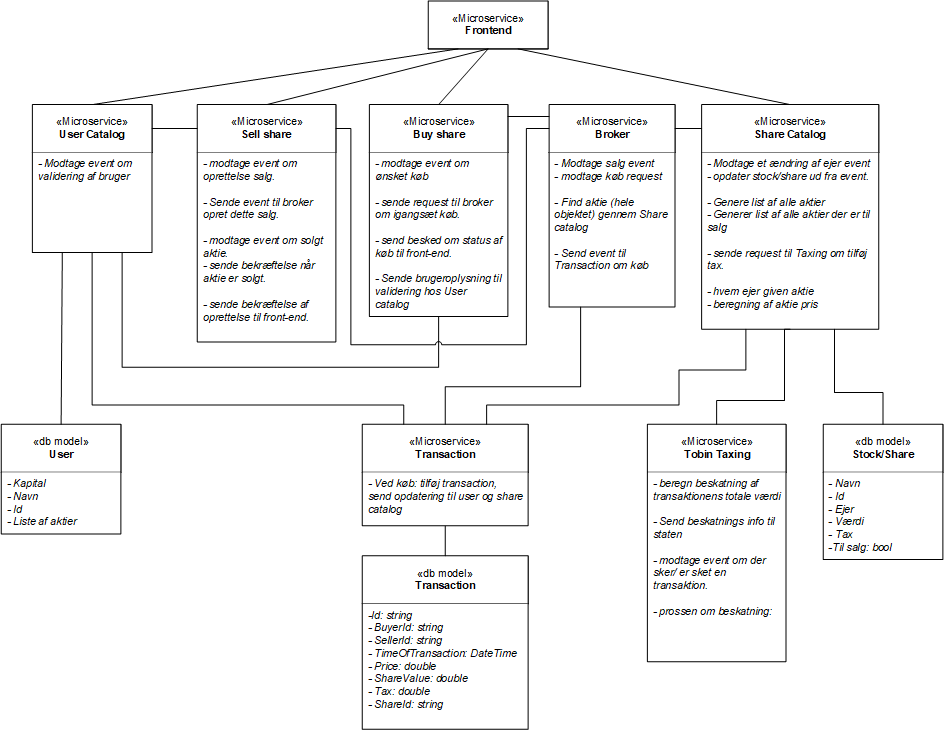 «Microservice»
Frontend
«Microservice»
User Catalog
- Modtage event om
validering af bruger
«Microservice»
Sell share
- modtage event om
oprettelse salg.
- Sende event til broker
opret dette salg.
- modtage event om solgt
aktie.
- sende bekræftelse når
aktie er solgt.
- sende bekræftelse af
oprettelse til front-end.
«Microservice»
Buy share
- modtage event om
ønsket køb
- sende request til broker
om igangsæt køb.
- send besked om status af
køb til front-end.
- Sende brugeroplysning til
validering hos User
catalog
«Microservice»
Broker
- Modtage salg event
- modtage køb request
- Find aktie (hele
objektet) gennem Share
catalog
- Send event til
Transaction om køb
«Microservice»
Share Catalog
- Modtage et ændring af ejer event
- opdater stock/share ud fra event.
- Genere list af alle aktier
- Generer list af alle aktier der er til
salg
- sende request til Taxing om tilføj
tax.
- hvem ejer given aktie
- beregning af aktie pris
«db model»
User
- Kapital
- Navn
- Id
- Liste af aktier
«Microservice»
Transaction
- Ved køb: tilføj transaction,
send opdatering til user og share
catalog
«Microservice»
Tobin Taxing
- beregn beskatning af
transaktionens totale værdi
- Send beskatnings info til
staten
- modtage event om der
sker/ er sket en
transaktion.
- prossen om beskatning:
«db model»
Stock/Share
- Navn
- Id
- Ejer
- Værdi
- Tax
-Til salg: bool
«db model»
Transaction
-Id: string
- BuyerId: string
- SellerId: string
- TimeOfTransaction: DateTime
- Price: double
- ShareValue: double
- Tax: double
- ShareId: string